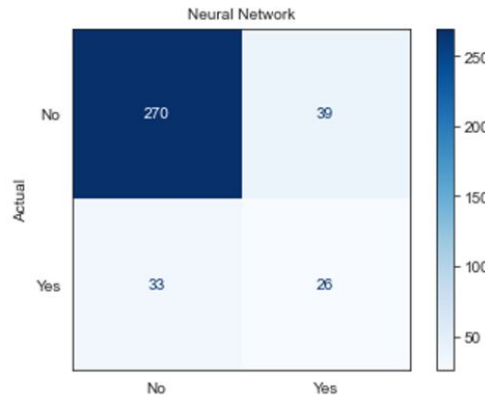 Neural Network
No
270
39
Actual
Yes
33
26
No
Yes
250
200
150
100
50